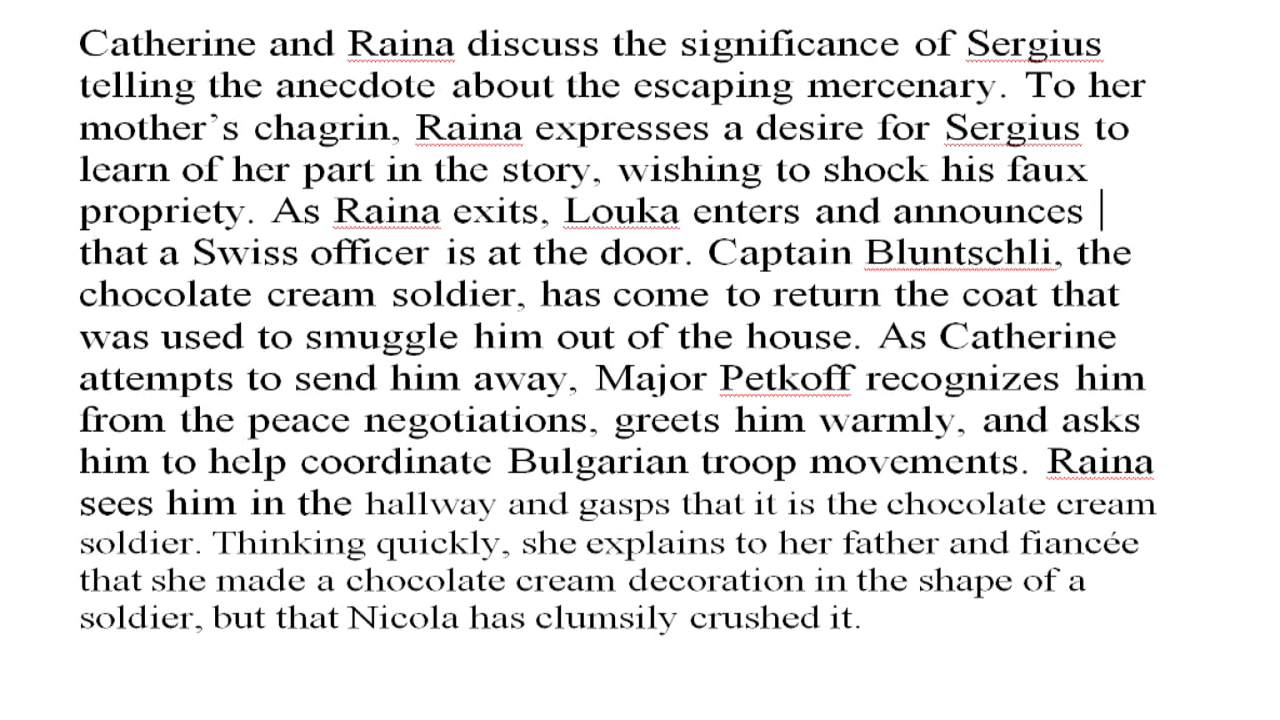 Catherine and Raina discuss the significance of Sergius
telling the anecdote about the escaping mercenary. To her
mother’s chagrin, Raina expresses a desire for Sergius to
learn of her part in the story, wishing to shock his faux
propriety. As Raina exits, Louka enters and announces
that a Swiss officer is at the door. Captain Bluntschli, the
chocolate cream soldier, has come to return the coat that
was used to smuggle him out of the house. As Catherine
attempts to send him away, Major Petkoff recognizes him
from the peace negotiations, greets him warmly, and asks
him to help coordinate Bulgarian troop movements. Raina
sees him in the hallway and gasps that it is the chocolate cream
soldier. Thinking quickly, she explains to her father and fiancée
that she made a chocolate cream decoration in the shape of a
soldier, but that Nicola has clumsily crushed it.